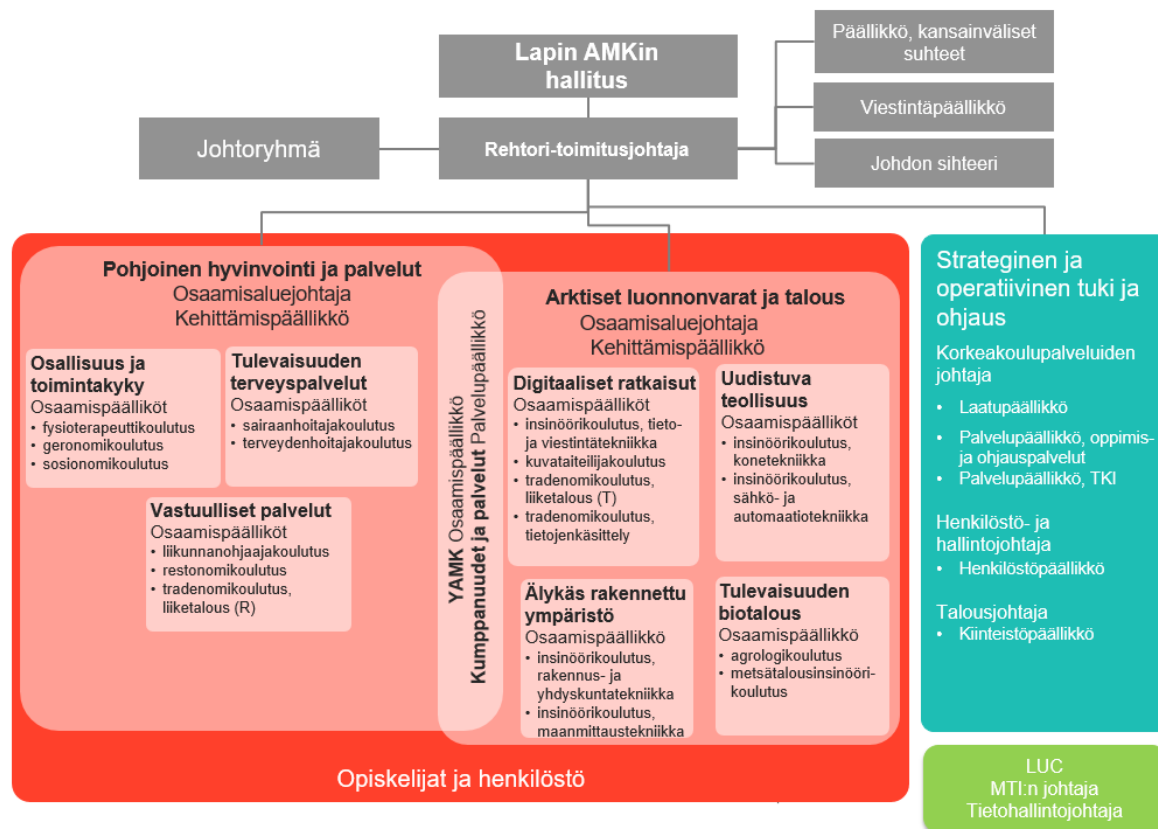 Lapin AMKin
hallitus
Päällikkö, kansainväliset
suhteet
Viestintäpäällikkö
Johdon sihteeri
Johtoryhmä
Rehtori-toimitusjohtaja
Pohjoinen hyvinvointi ja palvelut
Osaamisaluejohtaja
Kehittämispäällikkö
Osallisuus ja
toimintakyky
Osaamispäälliköt
• fysioterapeuttikoulutus
• geronomikoulutus
• sosionomikoulutus
Tulevaisuuden
terveyspalvelut
Osaamispäälliköt
• sairaanhoitajakoulutus
• terveydenhoitajakoulutus
Vastuulliset palvelut
Osaamispäälliköt
• liikunnanohjaajakoulutus
• restonomikoulutus
• tradenomikoulutus,
liiketalous (R)
YAMK Osaamispäällikkö
Kumppanuudet ja palvelut Palvelupäällikkö
Arktiset luonnonvarat ja talous
Osaamisaluejohtaja
Kehittämispäällikkö
Digitaaliset ratkaisut
Osaamispäälliköt
• insinöörikoulutus, tieto-
ja viestintätekniikka
• kuvataiteilijakoulutus
• tradenomikoulutus,
liiketalous (T)
• tradenomikoulutus,
tietojenkäsittely
Uudistuva
teollisuus
Osaamispäälliköt
• insinöörikoulutus,
konetekniikka
• insinöörikoulutus,
sähkö- ja
automaatiotekniikka
Älykäs rakennettu
ympäristö
Osaamispäällikkö
• insinöörikoulutus,
rakennus- ja
yhdyskuntatekniikka
• insinöörikoulutus,
maanmittaustekniikka
Tulevaisuuden
biotalous
Osaamispäällikkö
• agrologikoulutus
• metsätalousinsinööri-
koulutus
Opiskelijat ja henkilöstö
Strateginen ja
operatiivinen tuki ja
ohjaus
Korkeakoulupalveluiden
johtaja
• Laatupäällikkö
• Palvelupäällikkö, oppimis-
ja ohjauspalvelut
• Palvelupäällikkö, TKI
Henkilöstö- ja
hallintojohtaja
• Henkilöstöpäällikkö
Talousjohtaja
• Kiinteistöpäällikkö
LUC
MTI:n johtaja
Tietohallintojohtaja